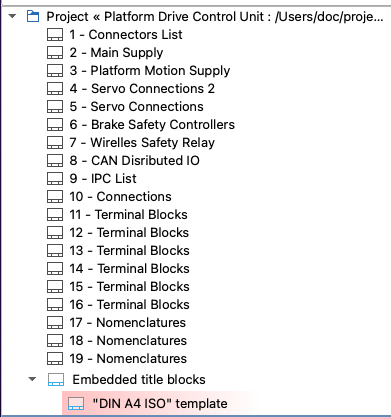 Project « Platform Drive Control Unit : /Users/doc/proje...
1 - Connectors List
2 - Main Supply
3 - Platform Motion Supply
4 - Servo Connections 2
5 - Servo Connections
6 - Brake Safety Controllers
7 - Wirelles Safety Relay
8 - CAN Disributed IO
9 - IPC List
10 - Connections
11 - Terminal Blocks
12 - Terminal Blocks
13 - Terminal Blocks
14 - Terminal Blocks
15 - Terminal Blocks
16 - Terminal Blocks
17 - Nomenclatures
18 - Nomenclatures
19 - Nomenclatures
Embedded title blocks
"DIN A4 ISO" template